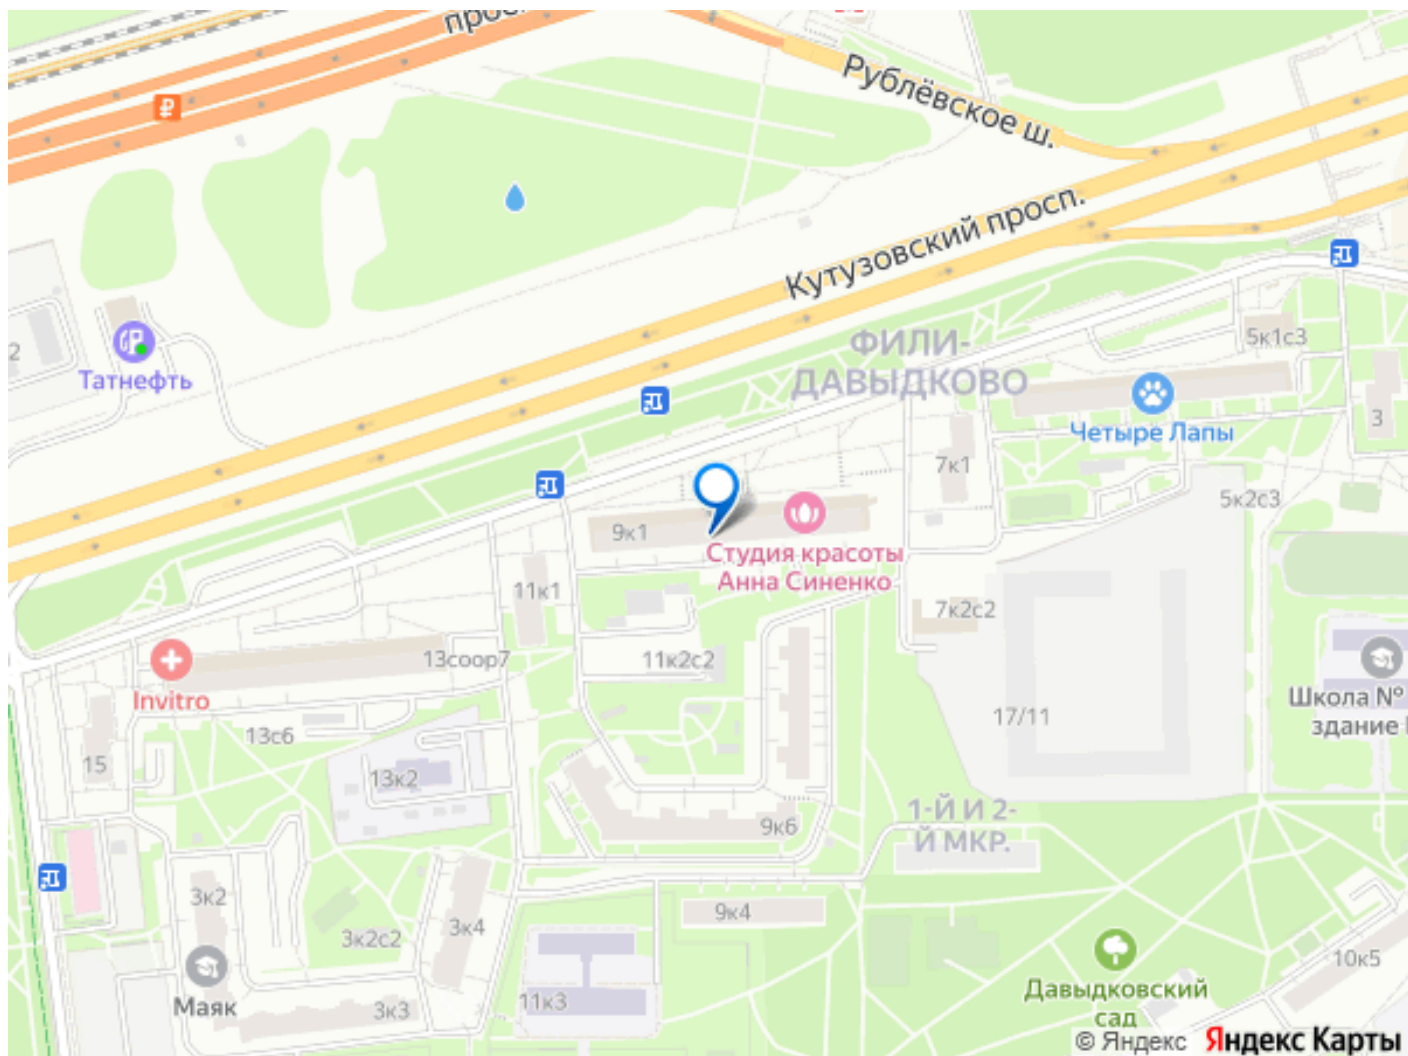 Рублёвское ш.
Кутузовский просп.
ФИЛИ-
ДАВЫДКОВО
Татнефть
2
5к1с3
Четыре Лапы
3
7к1
5к2с3
9к1
Студия красоты
Анна Синенко
11к1
7к2с2
13соор7
11к2с2
Invitro
Школа №
здание
17/11
13с6
15
13к2
1-Й И 2-
Й МКР.
9к6
3к2
9к4
3к4
3к2с2
10к5
Маяк
3к3
11к3
Давыдковский
сад
© Яндекс Яндекс Карты